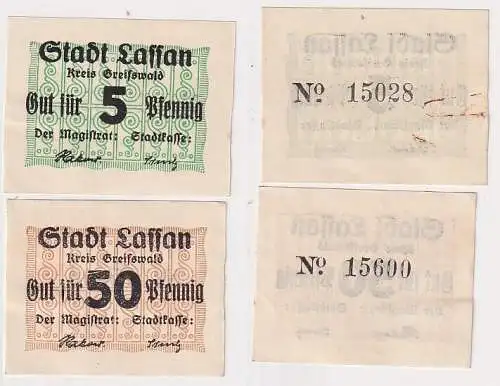 Stadt Lassan
Kreis Greifswald
Gut für 5 Pfennig
Der Magistrat: Stadtkasse:
№ 15028
Stadt Lassan
Kreis Greifswald
Gut für 50 Pfennig
Der Magistrat: Stadtkasse:
№ 15600